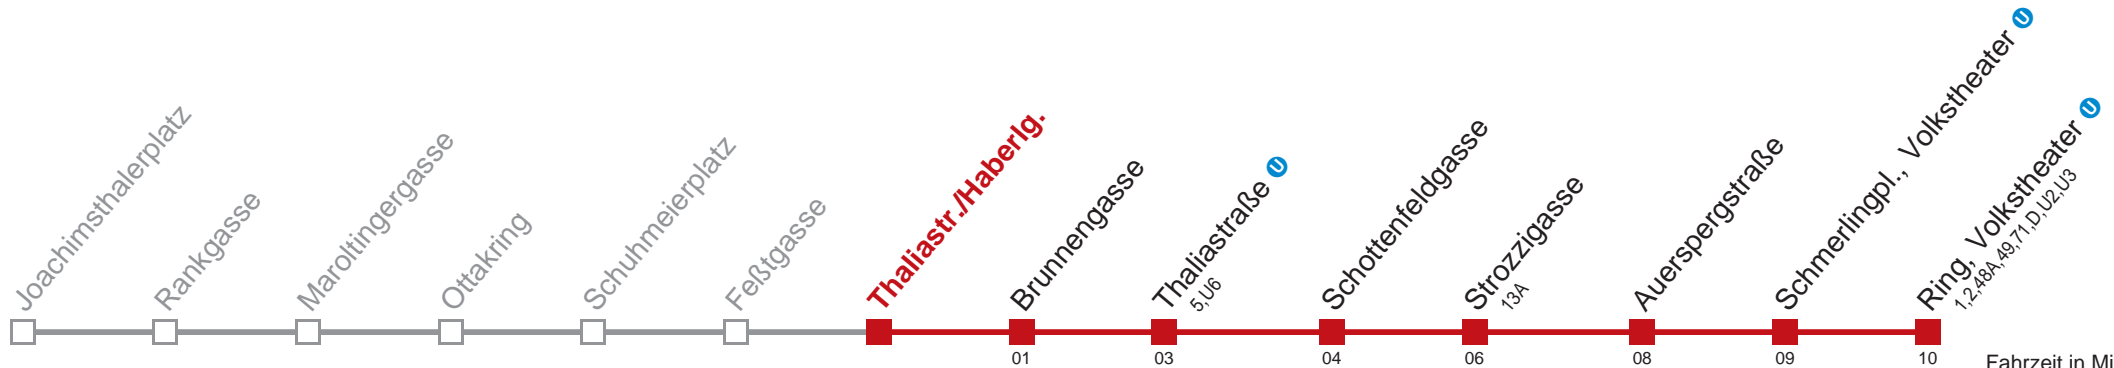 Joachimsthalerplatz
Rankgasse
Maroltingergasse
Ottakring
Schuhmeierplatz
Feßtgasse
Thaliastr./Haberlg.
Brunnengasse
Thaliastraße U
5,U6
Schottenfeldgasse
Strozzigasse
13A
Auerspergstraße
Schmerlingpl., Volkstheater U
Ring, Volkstheater U
1,2,48A,49,71,D,U2,U3
01 03 04 06 08 09 10
Fahrzeit in Mi